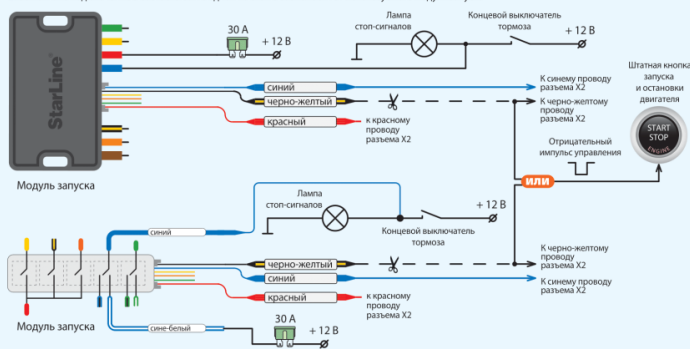 30 А
+ 12 В
Лампа
стоп-сигналов
Концевой выключатель
тормоза
+ 12 В
StarLine
синий
черно-желтый
красный
к красному
проводу
разъема X2
К синему проводу
разъема X2
К черно-желтому
проводу
разъема X2
Штатная кнопка
запуска
и остановки
двигателя
START
STOP
ENGINE
Отрицательный
импульс управления
или
Модуль запуска
Лампа
стоп-сигналов
+ 12 В
Концевой выключатель
тормоза
синий
черно-желтый
синий
красный
к красному
проводу
разъема X2
К черно-желтому
проводу
разъема X2
К синему проводу
разъема X2
Модуль запуска
сине-белый
30 А
+ 12 В